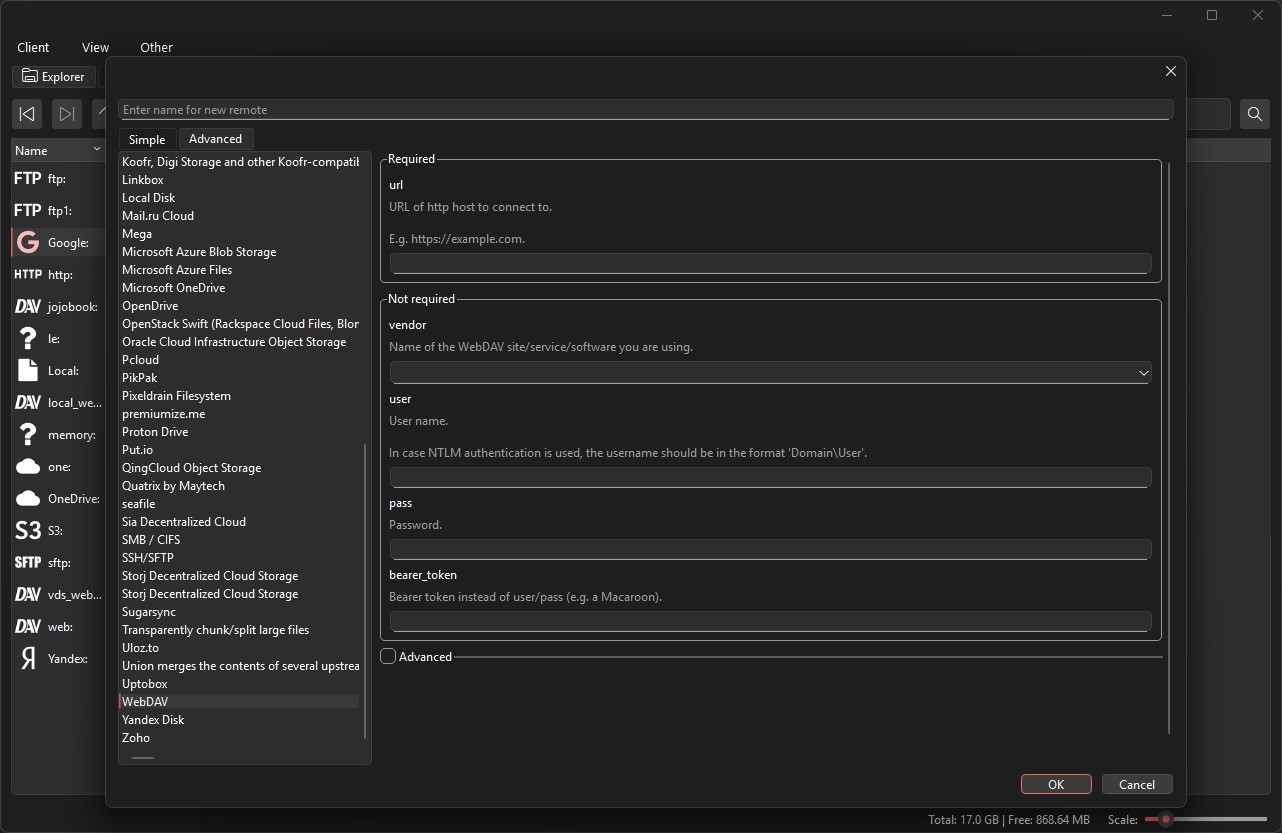 Client View Other
Explorer
Enter name for new remote
Simple Advanced
Name
FTP ftp:
FTP ftp1:
G Google:
HTTP http:
DAV jojobook:
? le:
Local:
DAV local_we...
? memory:
one:
OneDrive:
S3 S3:
SFTP sftp:
DAV vds_web...
DAV web:
Я Yandex:
Koofr, Digi Storage and other Koofr-compatib
Linkbox
Local Disk
Mail.ru Cloud
Mega
Microsoft Azure Blob Storage
Microsoft Azure Files
Microsoft OneDrive
OpenDrive
OpenStack Swift (Rackspace Cloud Files, Blor
Oracle Cloud Infrastructure Object Storage
Pcloud
PikPak
Pixeldrain Filesystem
premiumize.me
Proton Drive
Put.io
QingCloud Object Storage
Quatrix by Maytech
seafile
Sia Decentralized Cloud
SMB / CIFS
SSH/SFTP
Storj Decentralized Cloud Storage
Storj Decentralized Cloud Storage
Sugarsync
Transparently chunk/split large files
Uloz.to
Union merges the contents of several upstrea
Uptobox
WebDAV
Yandex Disk
Zoho
Required
url
URL of http host to connect to.
E.g. https://example.com.
Not required
vendor
Name of the WebDAV site/service/software you are using.
user
User name.
In case NTLM authentication is used, the username should be in the format 'Domain\User'.
pass
Password.
bearer_token
Bearer token instead of user/pass (e.g. a Macaroon).
Advanced
OK Cancel
Total: 17.0 GB | Free: 868.64 MB Scale: